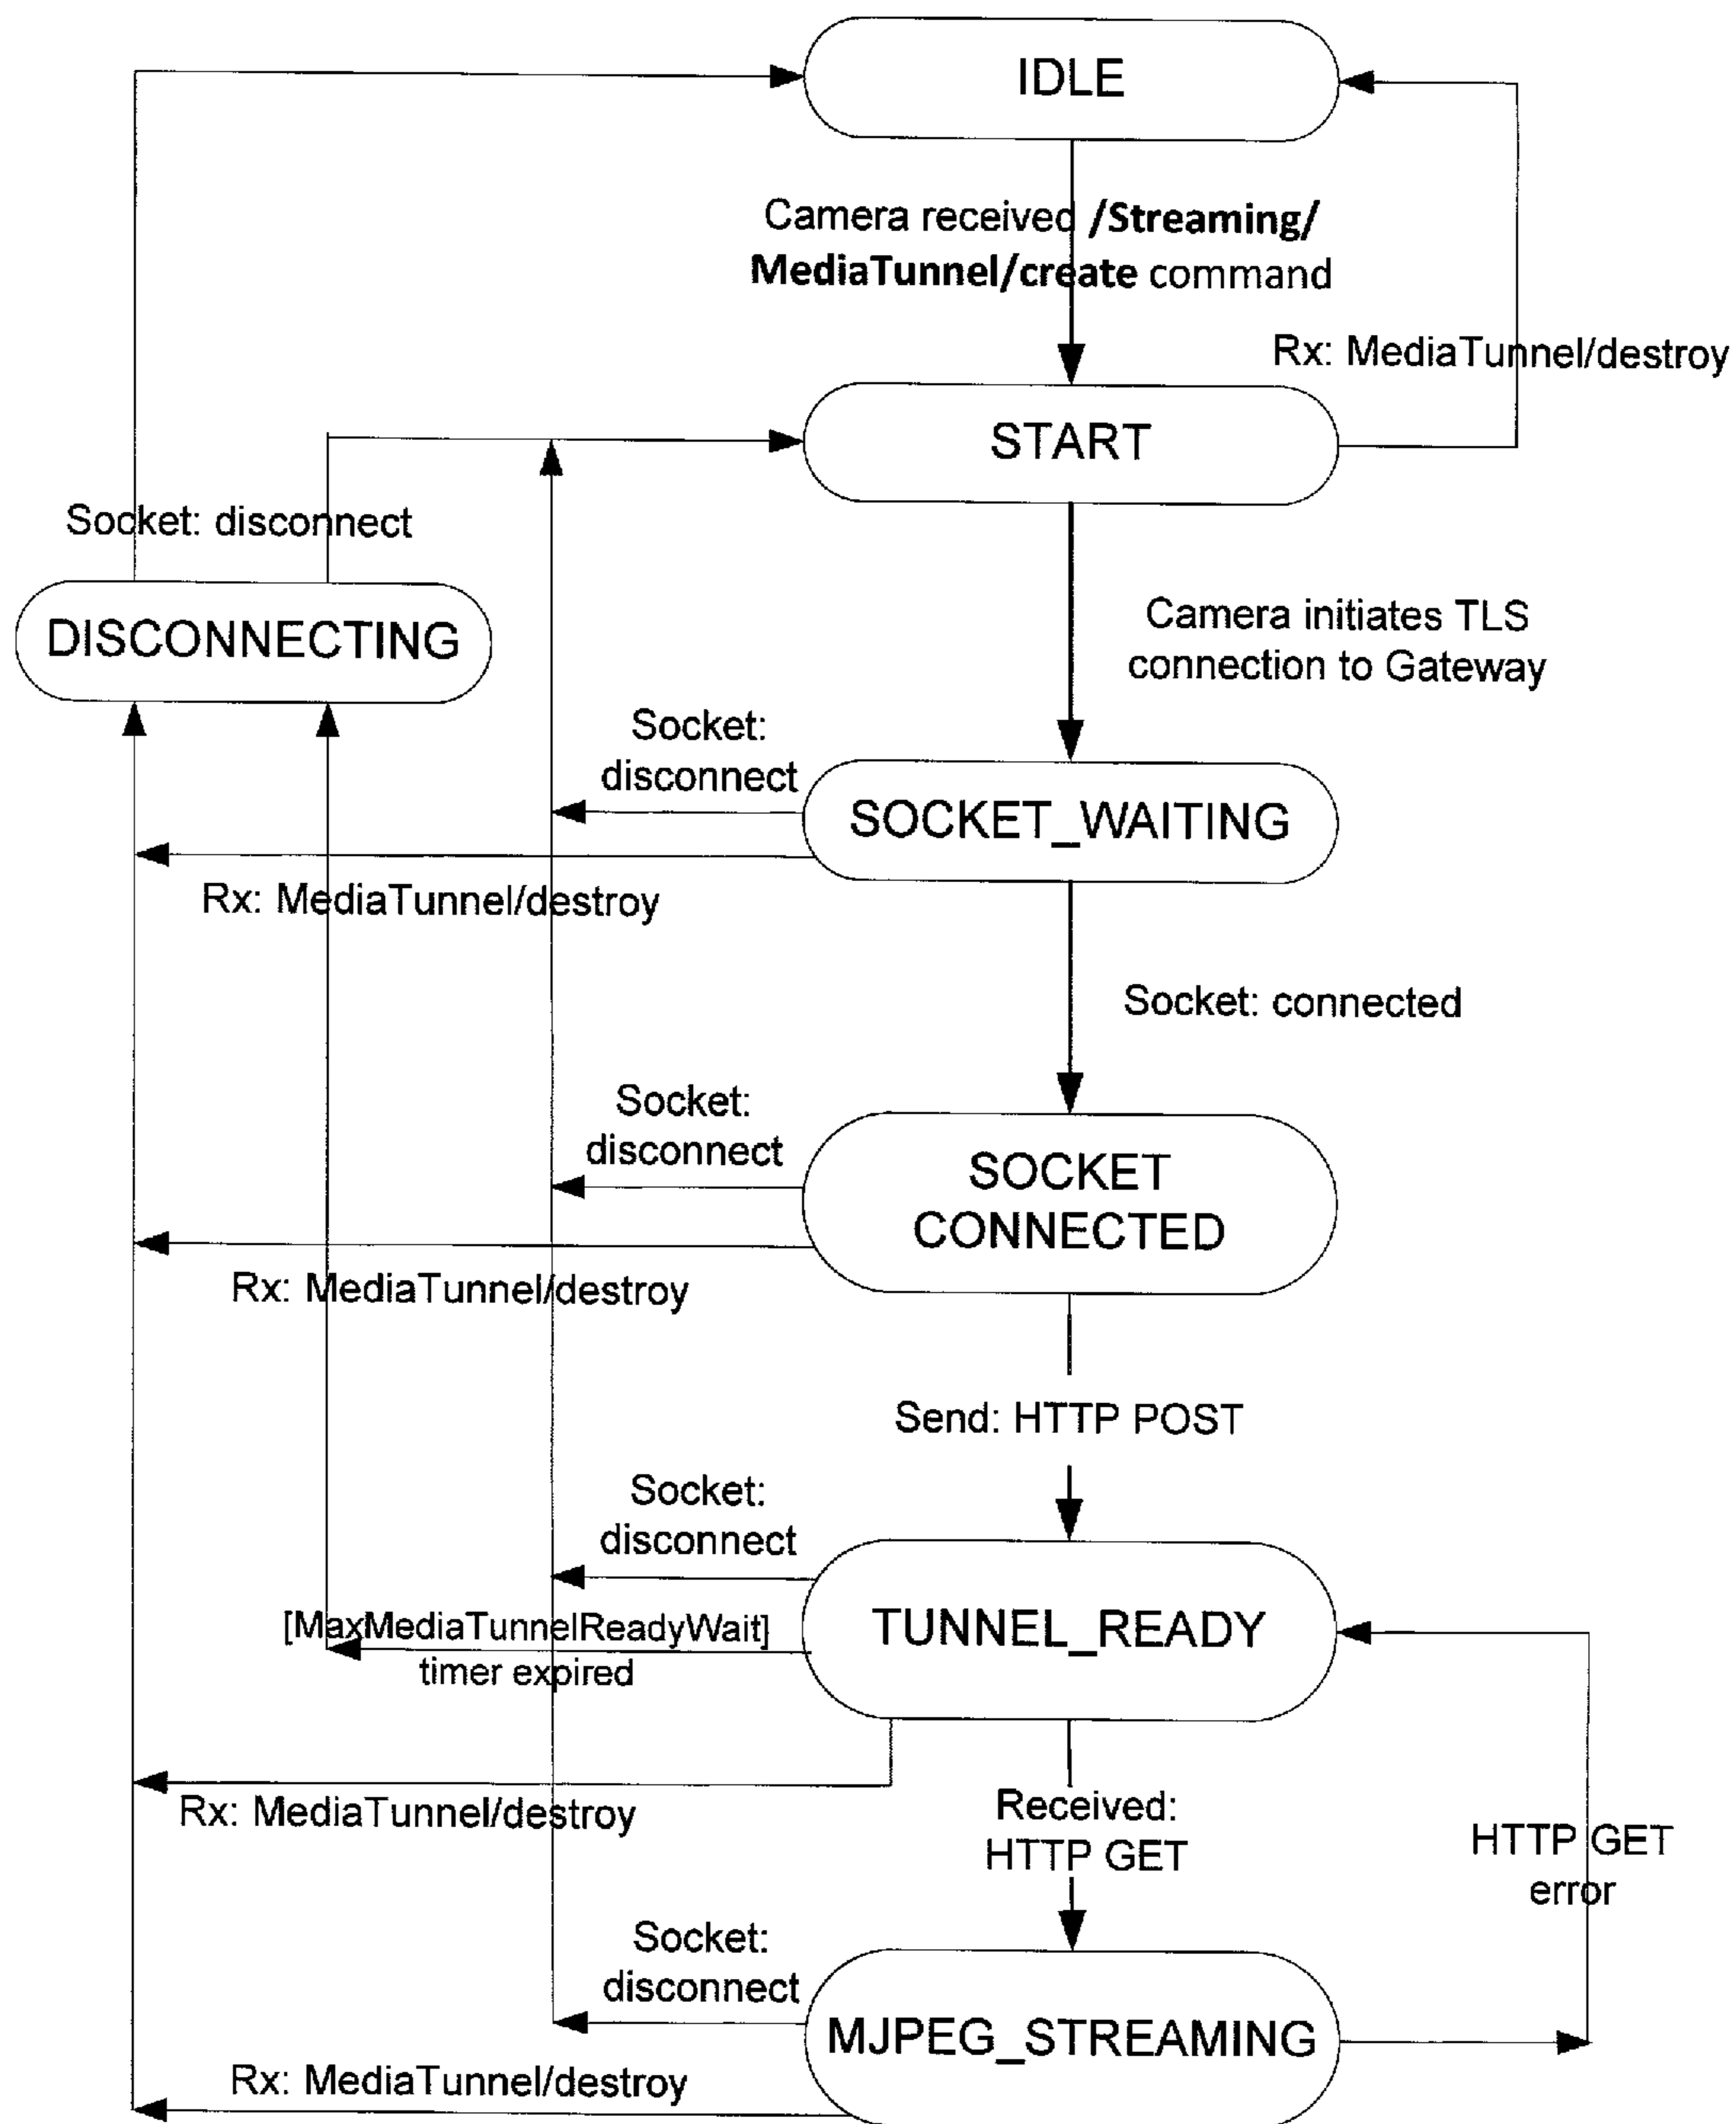 IDLE
Camera received /Streaming/
MediaTunnel/create command
Rx: MediaTunnel/destroy
START
Socket: disconnect
DISCONNECTING
Camera initiates TLS
connection to Gateway
Socket:
disconnect
SOCKET_WAITING
Rx: MediaTunnel/destroy
Socket: connected
Socket:
disconnect
SOCKET
CONNECTED
Rx: MediaTunnel/destroy
Send: HTTP POST
Socket:
disconnect
[MaxMediaTunnelReadyWait]
timer expired
TUNNEL_READY
Rx: MediaTunnel/destroy
Received:
HTTP GET
HTTP GET
error
Socket:
disconnect
MJPEG_STREAMING
Rx: MediaTunnel/destroy